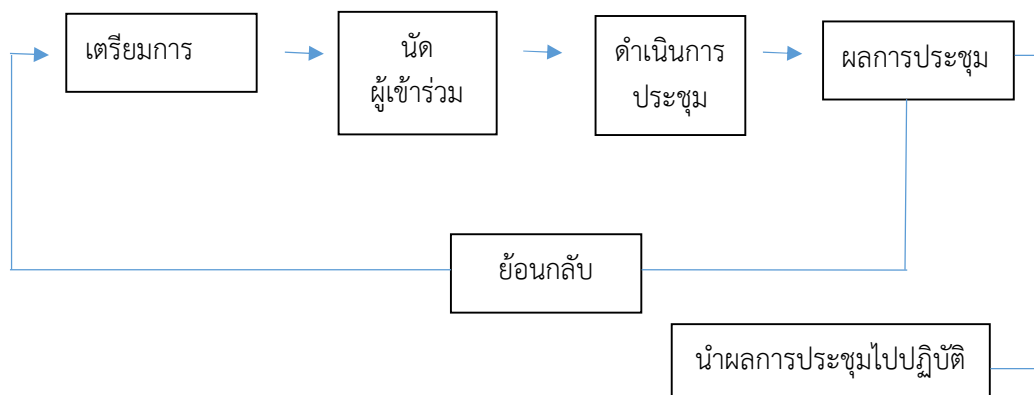 เตรียมการ
นัด
ผู้เข้าร่วม
ดำเนินการ
ประชุม
ผลการประชุม
ย้อนกลับ
นำผลการประชุมไปปฏิบัติ